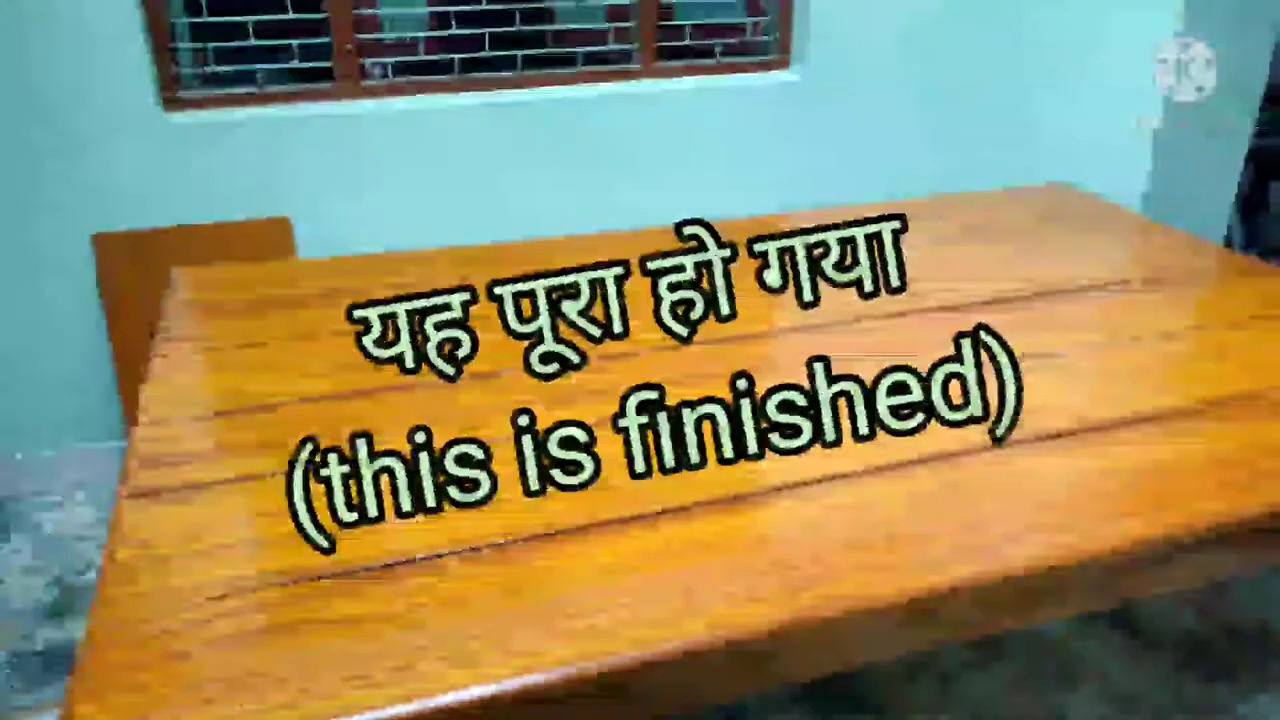 यह पूरा हो गया
(this is finished)